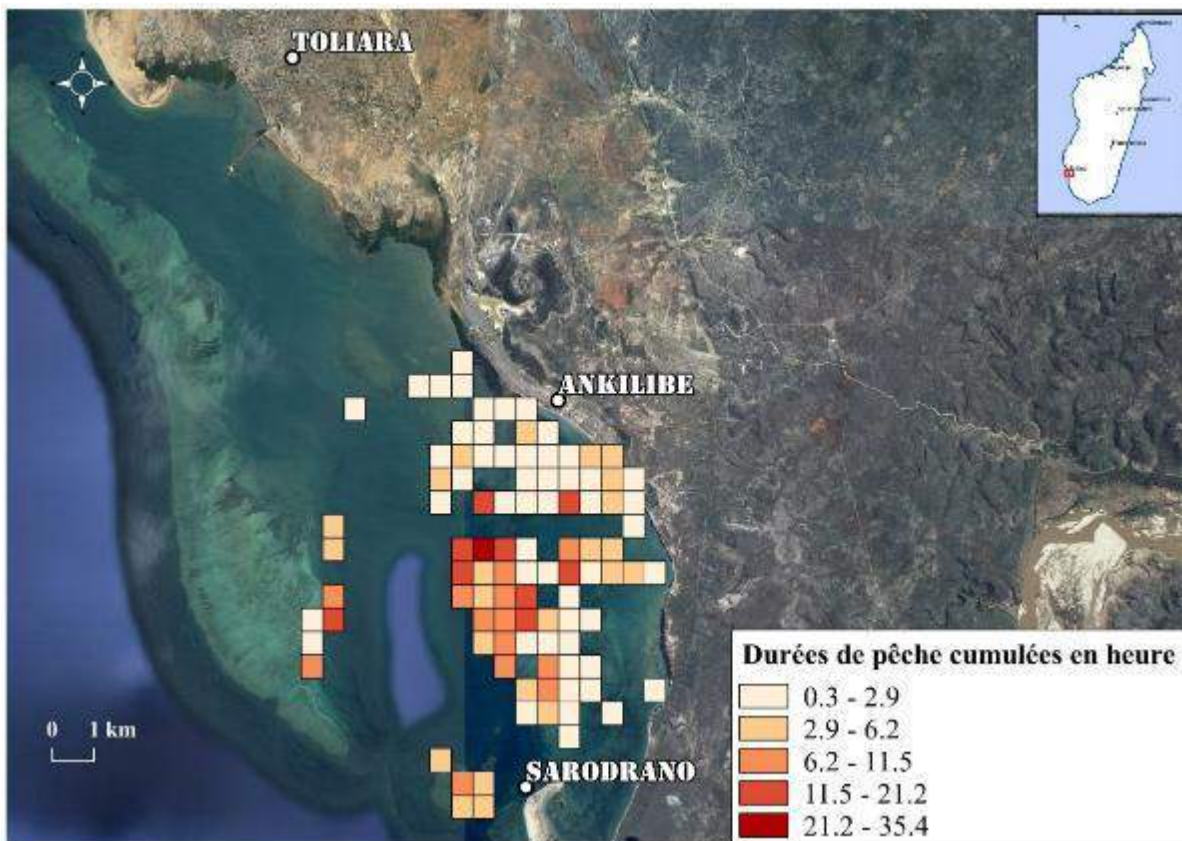 TOLIARA
ANKILIBE
SARODRANO
0 1 km
Durées de pêche cumulées en heure
0.3 - 2.9
2.9 - 6.2
6.2 - 11.5
11.5 - 21.2
21.2 - 35.4